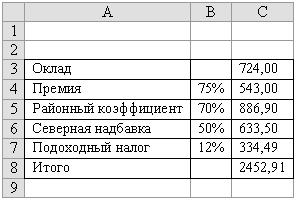 A B C
1
2
3 Оклад 724,00
4 Премия 75% 543,00
5 Районный коэффициент 70% 886,90
6 Северная надбавка 50% 633,50
7 Подоходный налог 12% 334,49
8 Итого 2452,91
9